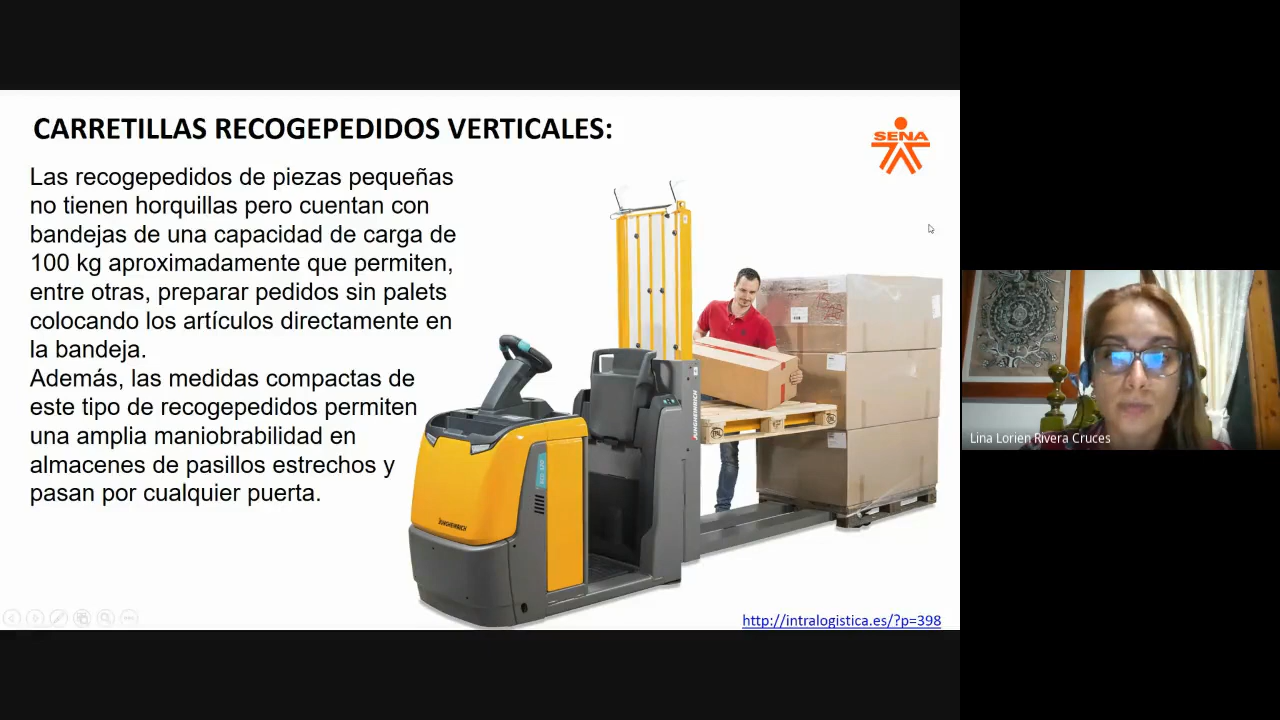 CARRETILLAS RECOGEPEDIDOS VERTICALES:
SENA
Las recogepedidos de piezas pequeñas
no tienen horquillas pero cuentan con
bandejas de una capacidad de carga de
100 kg aproximadamente que permiten,
entre otras, preparar pedidos sin palets
colocando los artículos directamente en
la bandeja.
Además, las medidas compactas de
este tipo de recogepedidos permiten
una amplia maniobrabilidad en
almacenes de pasillos estrechos y
pasan por cualquier puerta.
JUNGHEINRICH
JUNGHEINRICH
http://intralogistica.es/?p=398
Lina Lorien Rivera Cruces